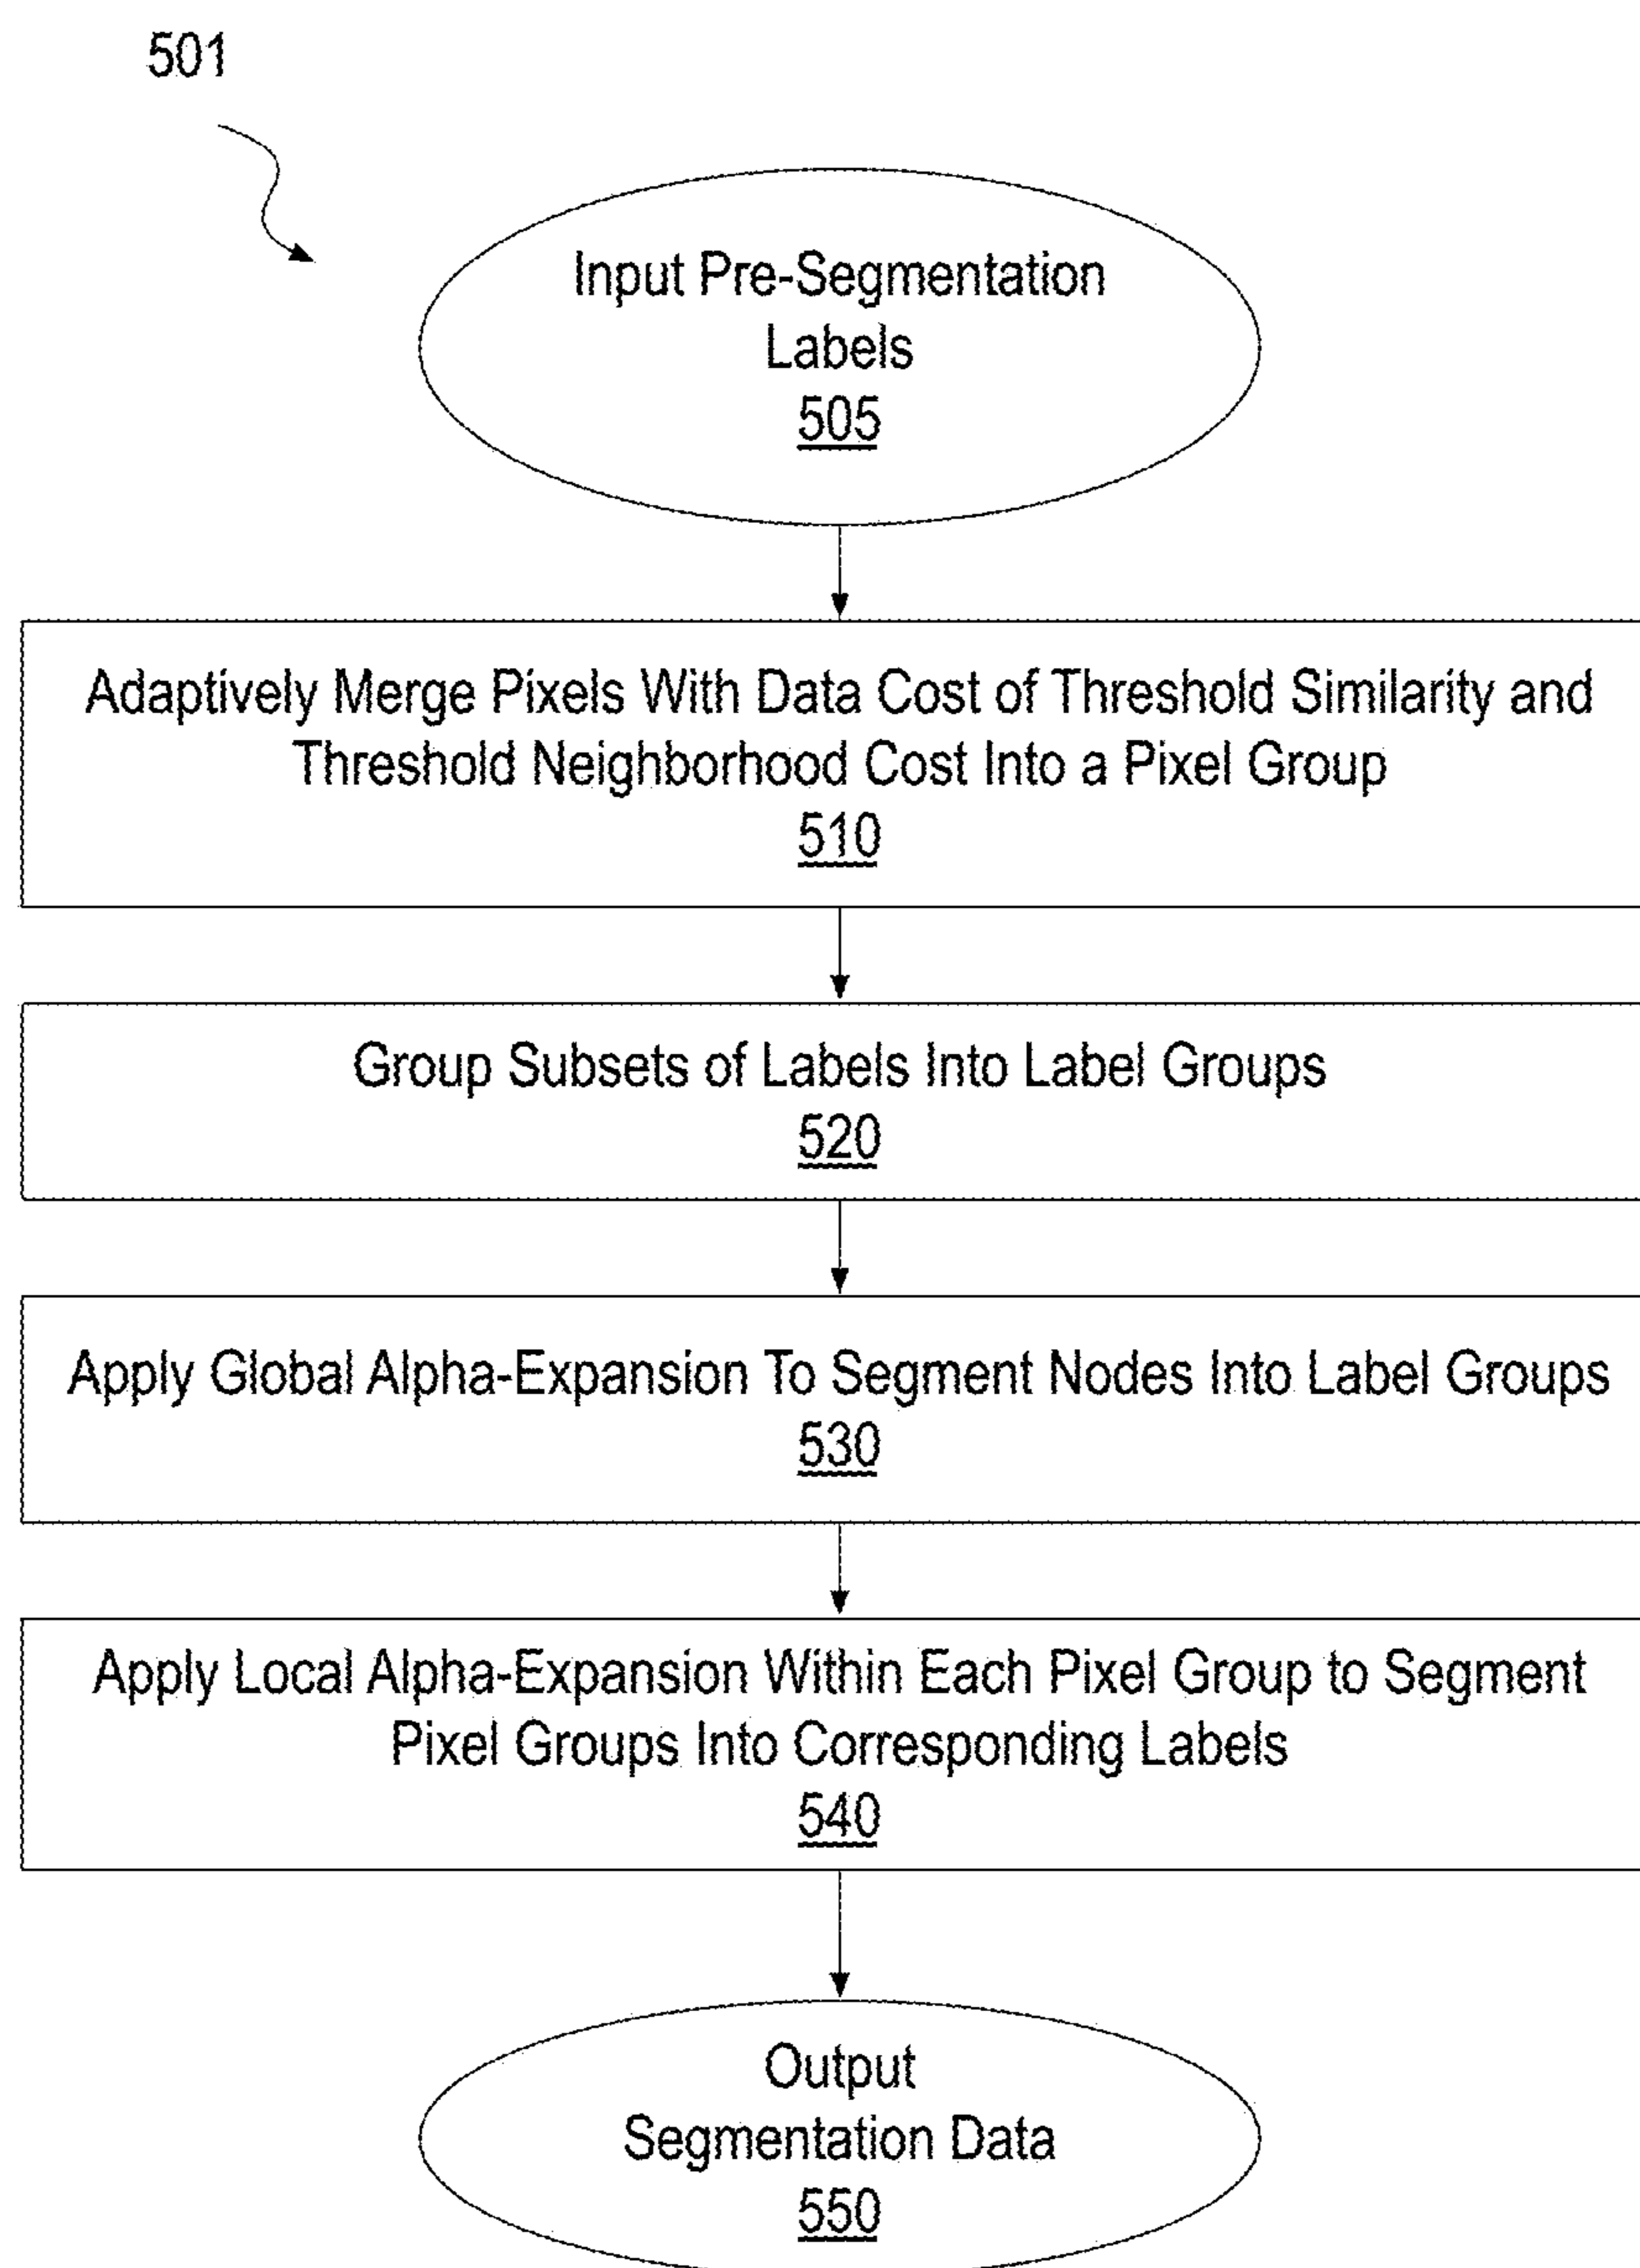 501
Input Pre-Segmentation
Labels
505
Adaptively Merge Pixels With Data Cost of Threshold Similarity and
Threshold Neighborhood Cost Into a Pixel Group
510
Group Subsets of Labels Into Label Groups
520
Apply Global Alpha-Expansion To Segment Nodes Into Label Groups
530
Apply Local Alpha-Expansion Within Each Pixel Group to Segment
Pixel Groups Into Corresponding Labels
540
Output
Segmentation Data
550